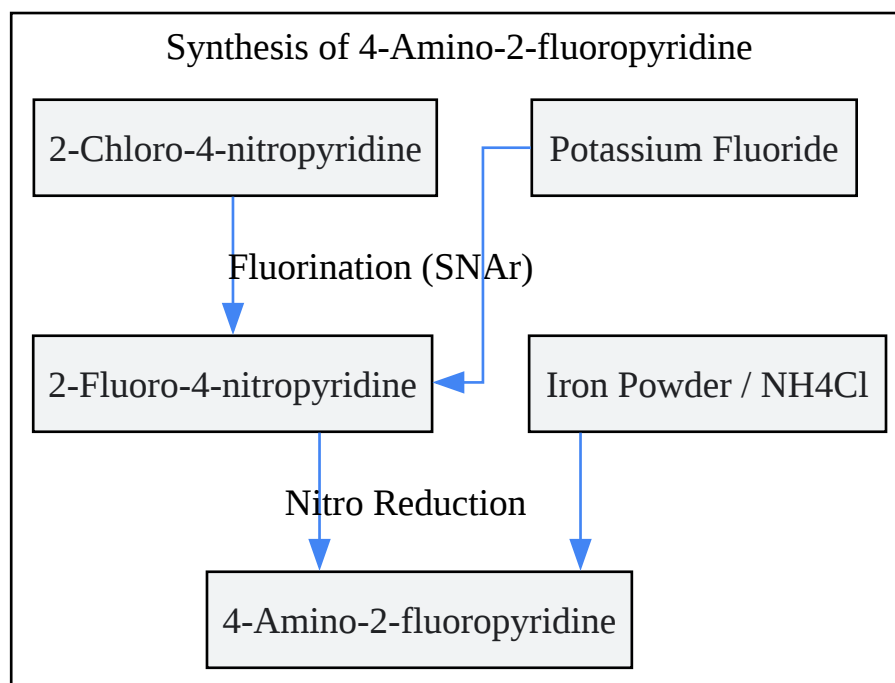 Synthesis of 4-Amino-2-fluoropyridine
2-Chloro-4-nitropyridine
Potassium Fluoride
Fluorination (SNAr)
2-Fluoro-4-nitropyridine
Iron Powder / NH4Cl
Nitro Reduction
4-Amino-2-fluoropyridine